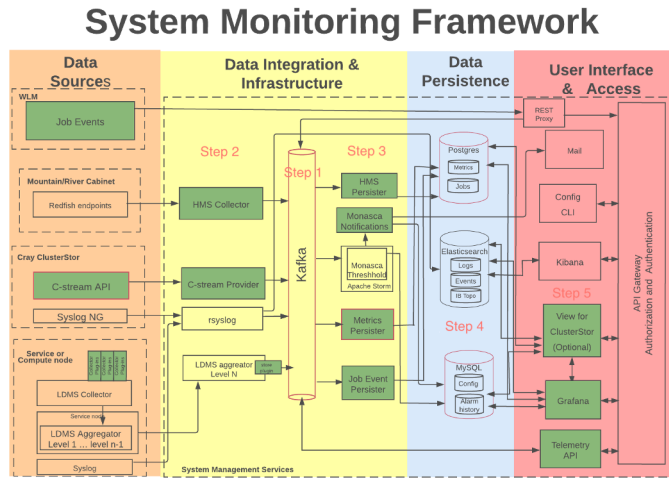 System Monitoring Framework
Data
Sources
Data Integration &
Infrastructure
Data
Persistence
User Interface
& Access
WLM
Job Events
Mountain/River Cabinet
Redfish endpoints
Cray ClusterStor
C-stream API
Syslog NG
Service or
Compute node
LDMS Collector
Service node
LDMS Aggregator
Level 1 ... level n-1
Syslog
Step 2
HMS Collector
C-stream Provider
rsyslog
LDMS aggreator
Level N
Step 1
Kafka
Step 3
HMS
Persister
Monasca
Notifications
Monasca
Threshhold
Apache Storm
Metrics
Persister
Job Event
Persister
System Management Services
Postgres
Metrics
Jobs
Elasticsearch
Logs
Events
IB Topo
Step 4
MySQL
Config
Alarm
history
REST
Proxy
Mail
Config
CLI
Kibana
Step 5
View for
ClusterStor
(Optional)
Grafana
Telemetry
API
API Gateway
Authorization and Authentication